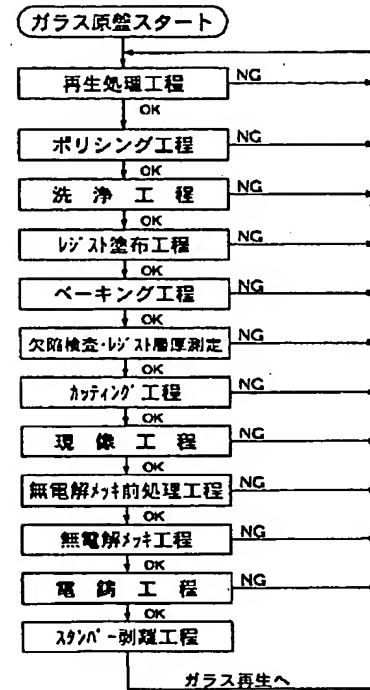 ガラス原盤スタート
再生処理工程 NG
OK
ポリシング工程 NG
OK
洗浄工程 NG
OK
レジスト塗布工程 NG
OK
ベーキング工程 NG
OK
欠陥検査・レジスト層厚測定 NG
OK
カッティング工程 NG
OK
現像工程 NG
OK
無電解メッキ前処理工程 NG
OK
無電解メッキ工程 NG
OK
電鋳工程 NG
OK
スタンパー剥離工程
ガラス再生へ